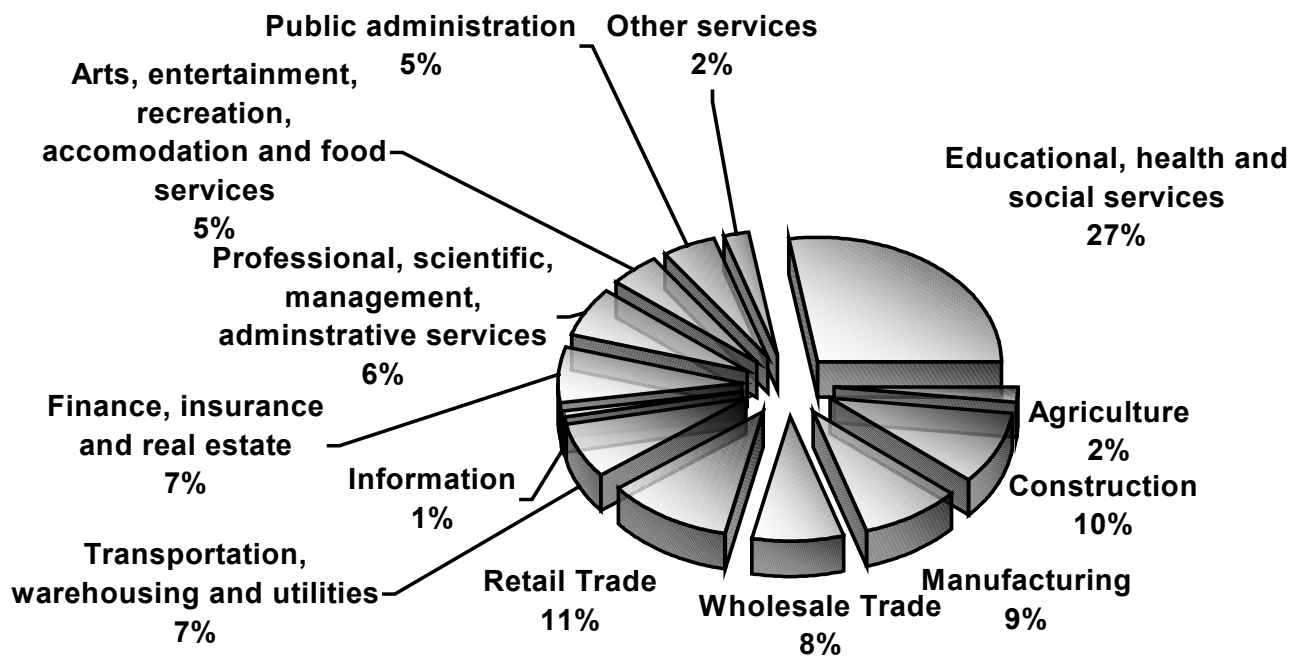 Public administration
5%
Other services
2%
Arts, entertainment,
recreation,
accomodation and food
services
5%
Educational, health and
social services
27%
Professional, scientific,
management,
adminstrative services
6%
Finance, insurance
and real estate
7%
Information
1%
Transportation,
warehousing and utilities
7%
Retail Trade
11%
Wholesale Trade
8%
Manufacturing
9%
Construction
10%
Agriculture
2%